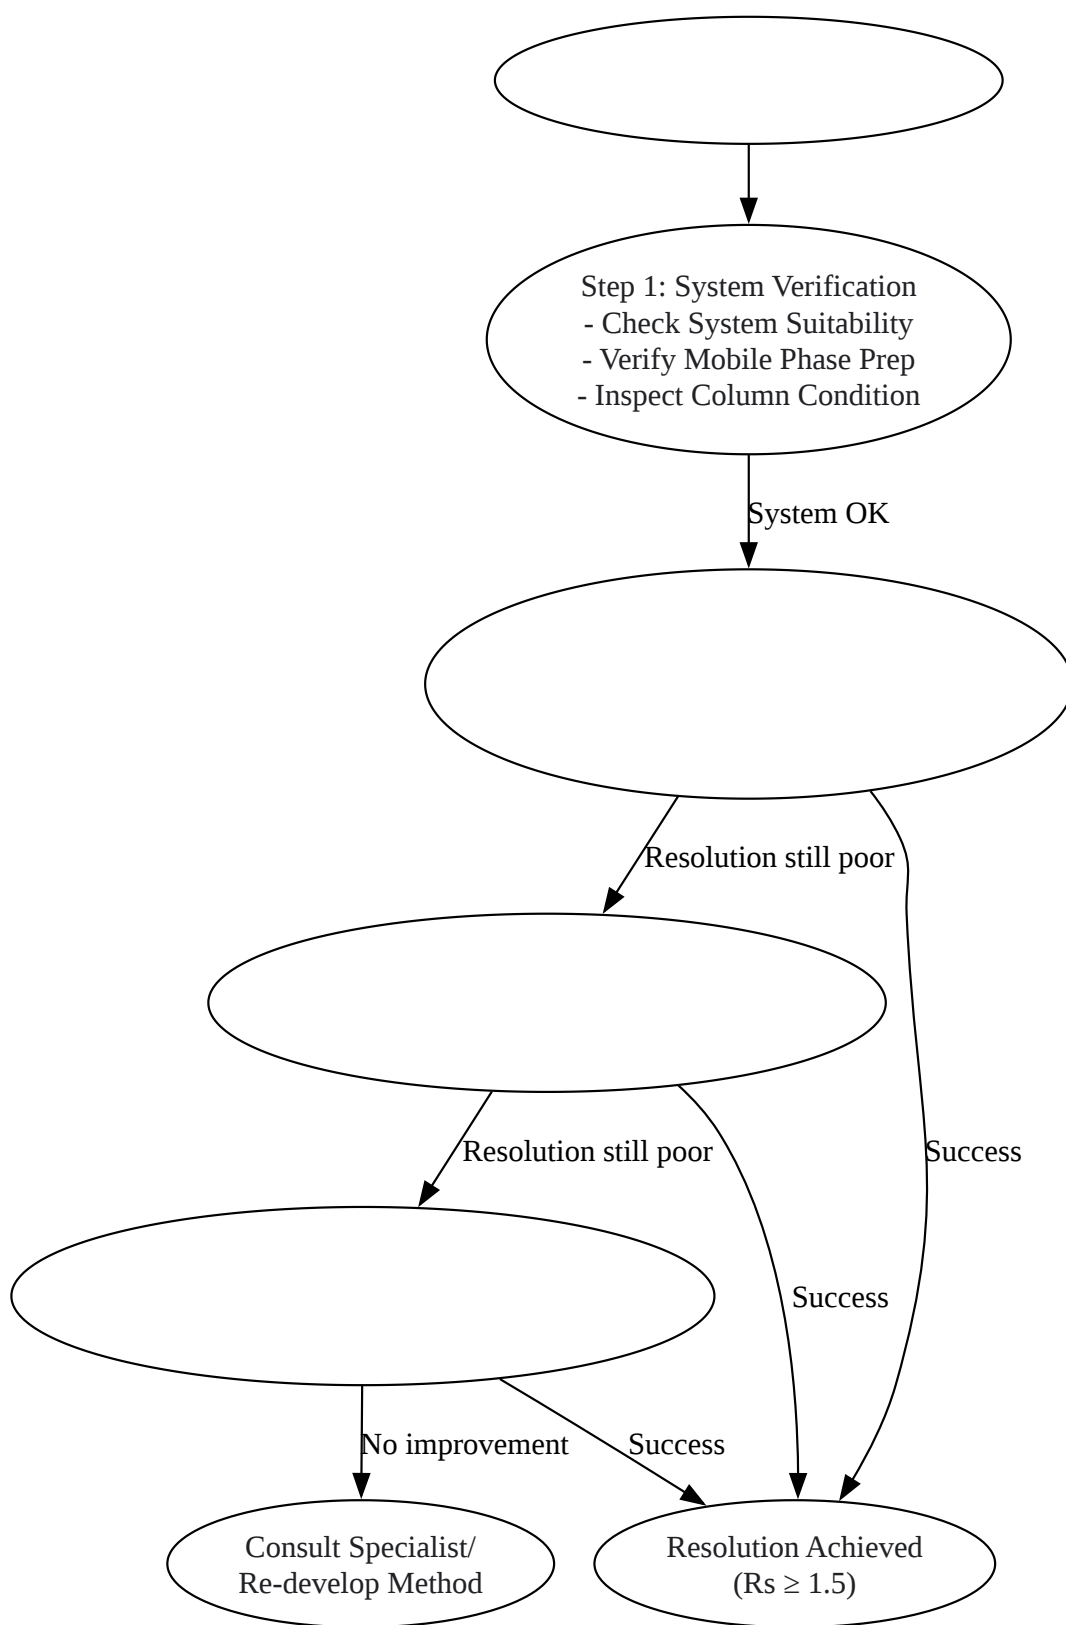 Step 1: System Verification
- Check System Suitability
- Verify Mobile Phase Prep
- Inspect Column Condition
System OK
Resolution still poor
Resolution still poor
Success
Success
No improvement
Success
Consult Specialist/
Re-develop Method
Resolution Achieved
(Rs ≥ 1.5)